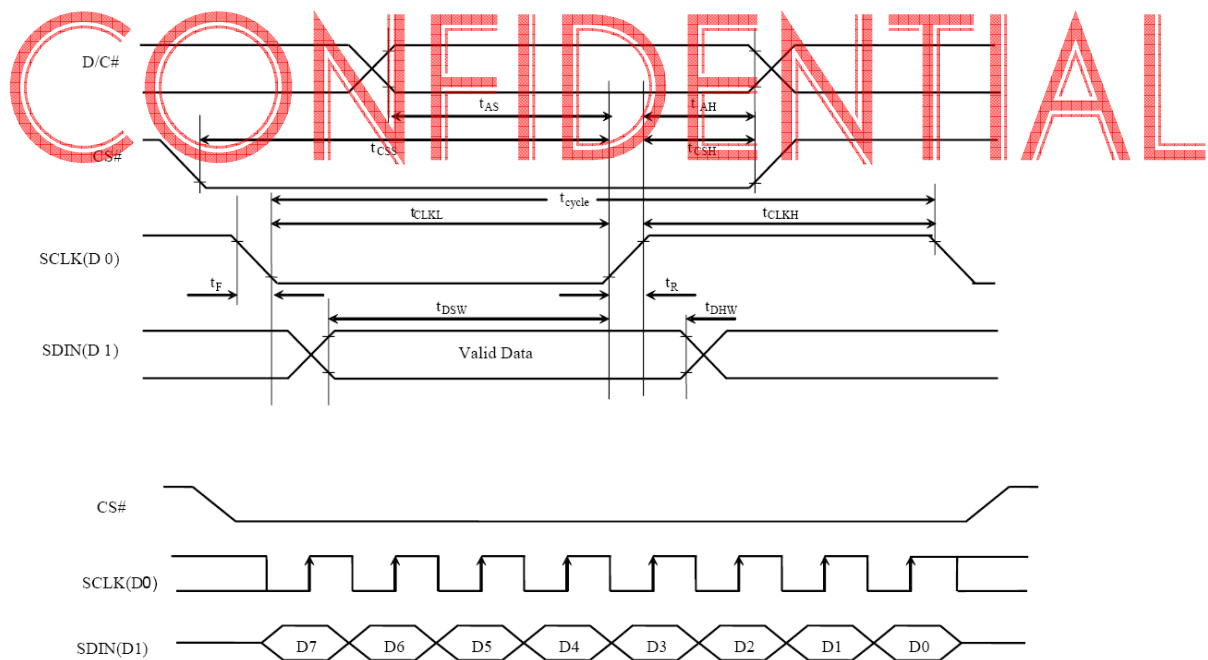 CONFIDENTIAL
D/C#
tAS
tAH
tCSS
tCSH
CS#
tcycle
tCLKL
tCLKH
SCLK(D 0)
tF
tR
tDSW
tDHW
SDIN(D 1)
Valid Data
CS#
SCLK(D0)
SDIN(D1)
D7 D6 D5 D4 D3 D2 D1 D0